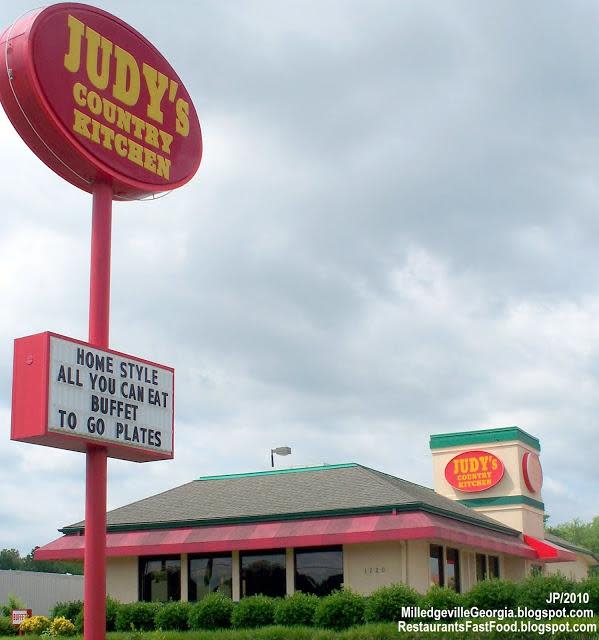 JUDY's
COUNTRY
KITCHEN
HOME STYLE
ALL YOU CAN EAT
BUFFET
TO GO PLATES
JUDY's
COUNTRY
KITCHEN
1720
JP/2010
MilledgevilleGeorgia.blogspot.com
RestaurantsFastFood.blogspot.com